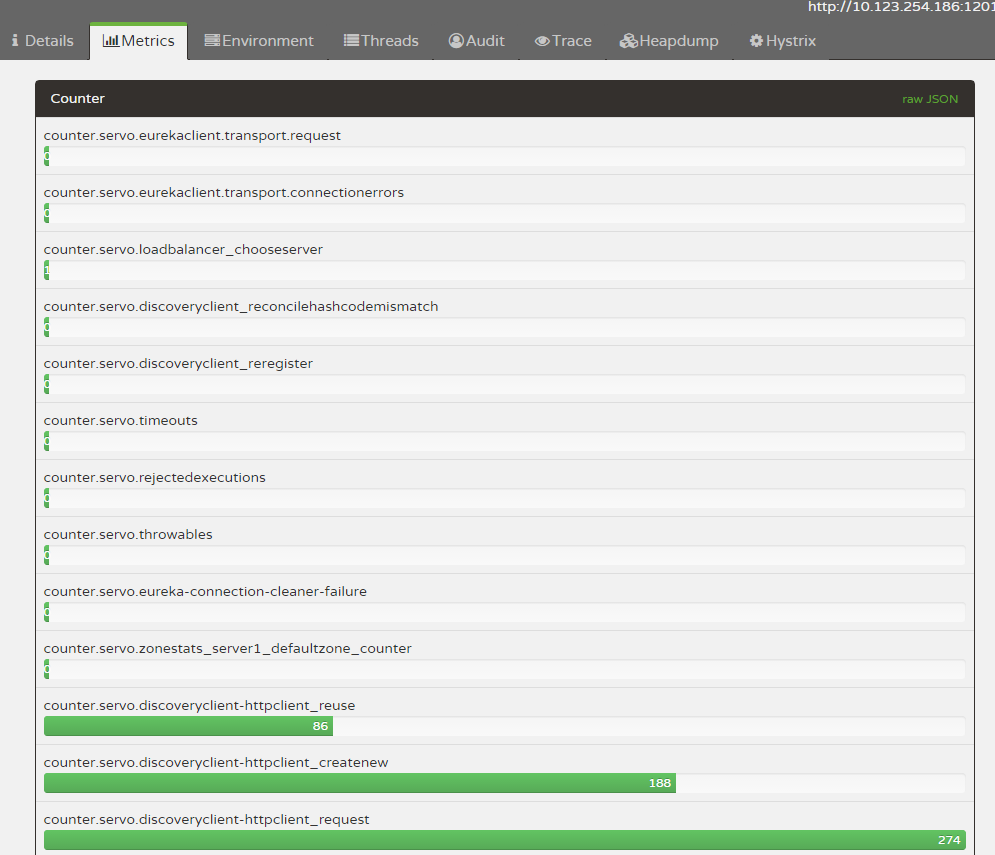 http://10.123.254.186:1201
Details Metrics Environment Threads Audit Trace Heapdump Hystrix
Counter raw JSON
counter.servo.eurekaclient.transport.request
0
counter.servo.eurekaclient.transport.connectionerrors
0
counter.servo.loadbalancer_chooseserver
1
counter.servo.discoveryclient_reconcilehashcodemismatch
0
counter.servo.discoveryclient_reregister
0
counter.servo.timeouts
0
counter.servo.rejectedexecutions
0
counter.servo.throwables
0
counter.servo.eureka-connection-cleaner-failure
0
counter.servo.zonestats_server1_defaultzone_counter
0
counter.servo.discoveryclient-httpclient_reuse
86
counter.servo.discoveryclient-httpclient_createnew
188
counter.servo.discoveryclient-httpclient_request
274